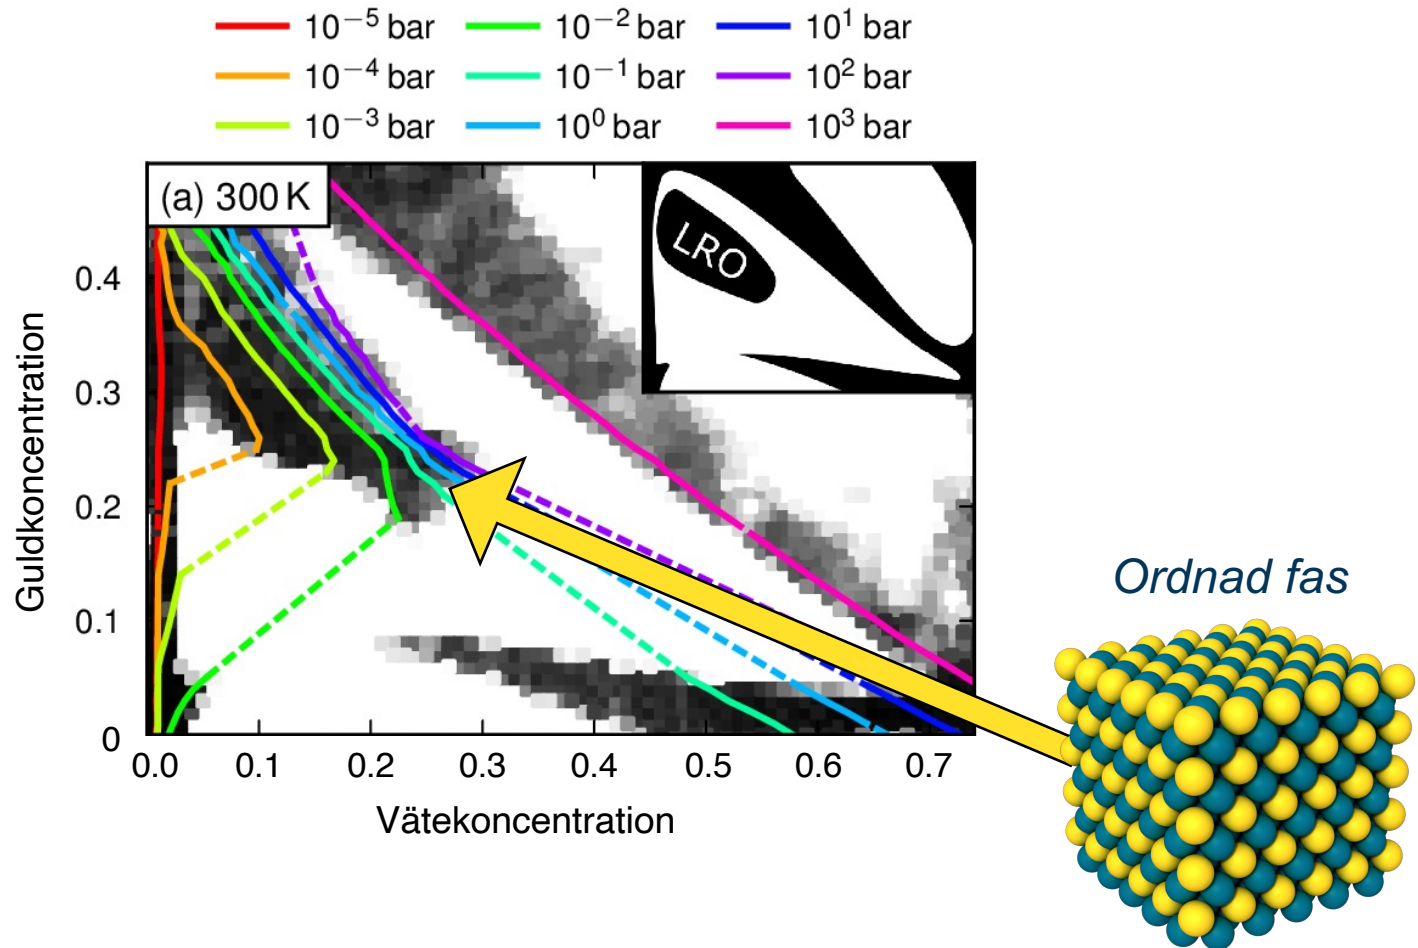 10⁻⁵ bar 10⁻² bar 10¹ bar
10⁻⁴ bar 10⁻¹ bar 10² bar
10⁻³ bar 10⁰ bar 10³ bar
(a) 300 K
LRO
0.4
0.3
0.2
0.1
0
Guldkoncentration
0.0 0.1 0.2 0.3 0.4 0.5 0.6 0.7
Vätekoncentration
Ordnad fas